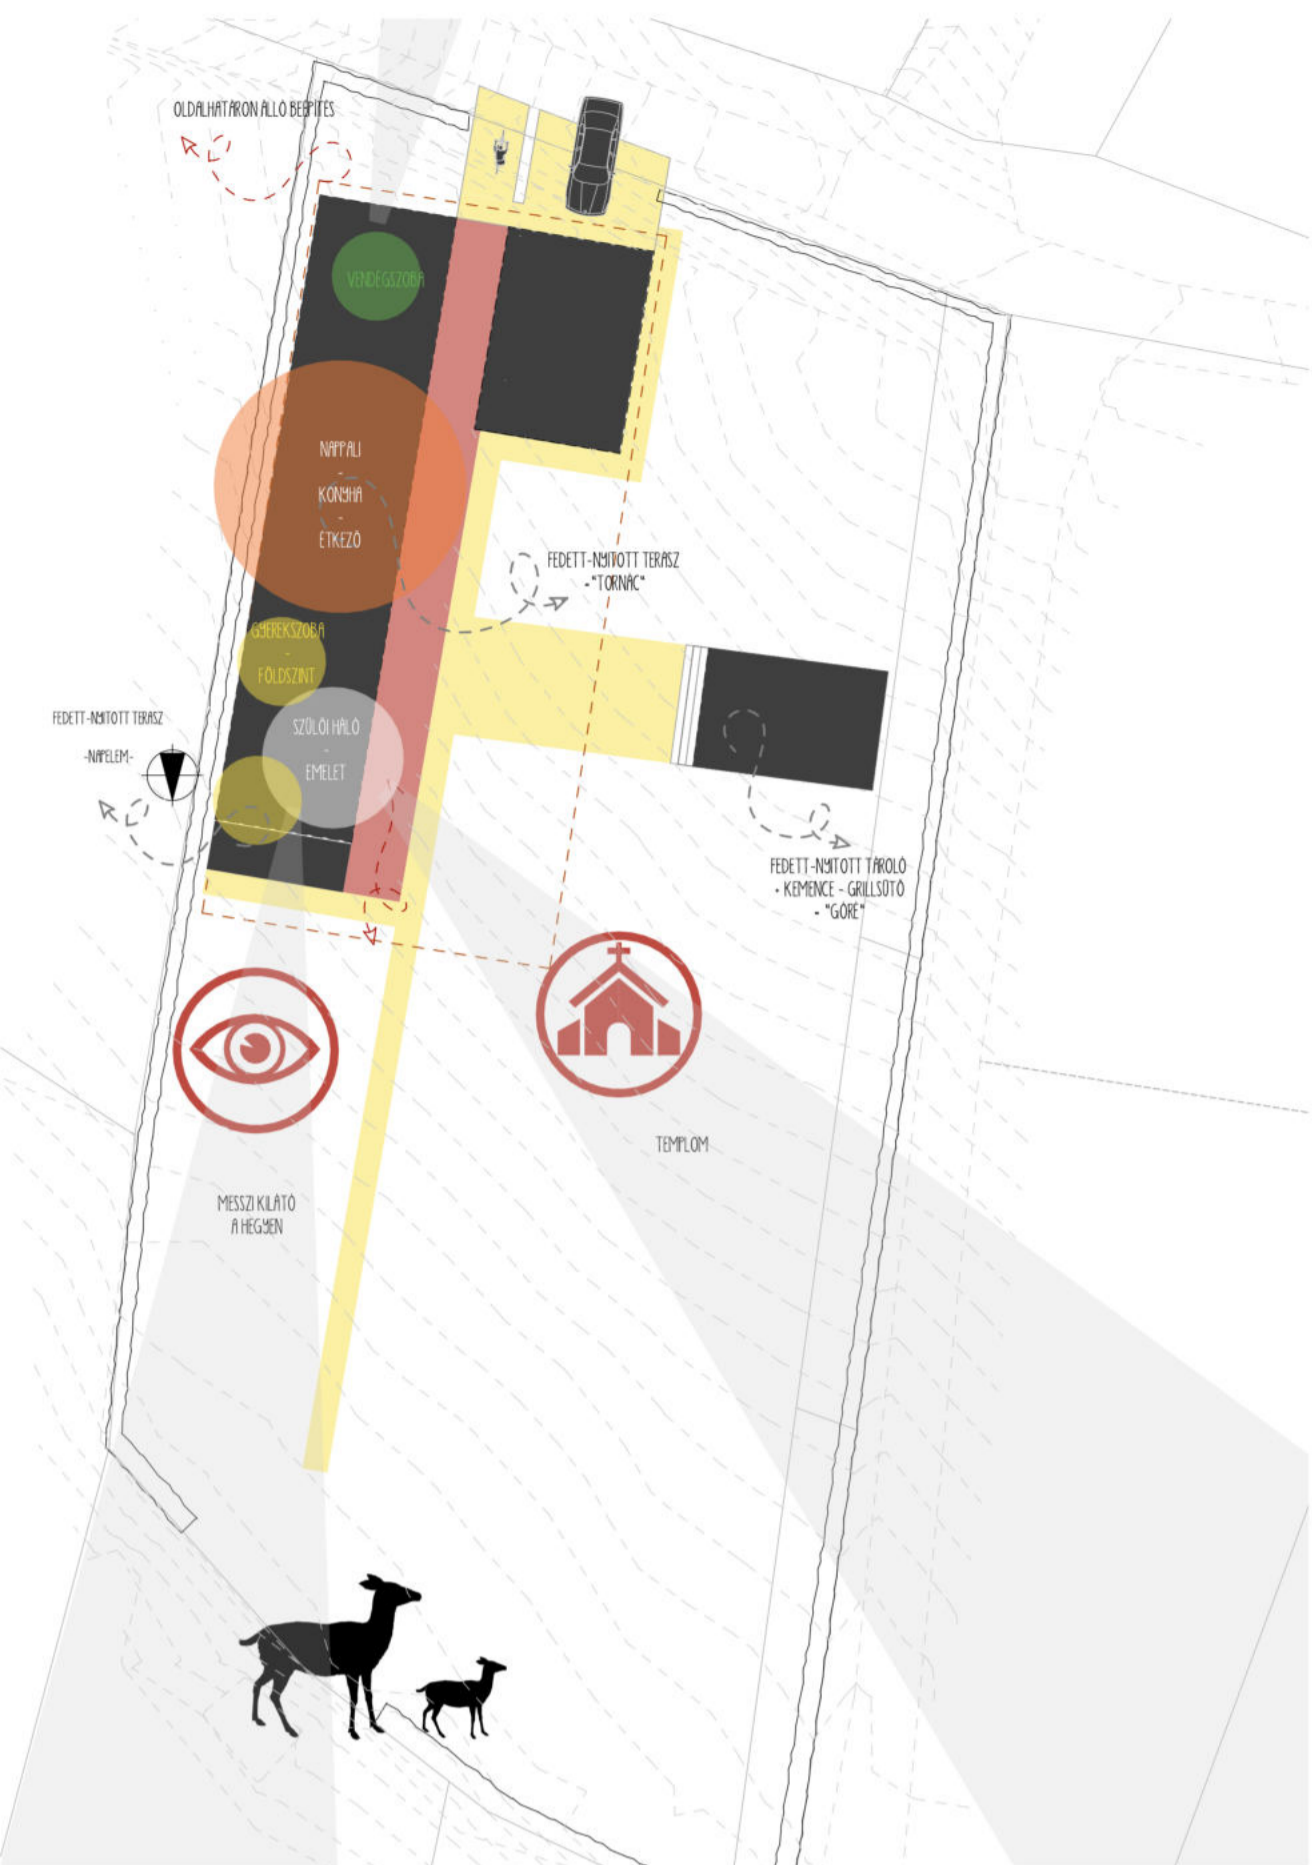 OLDALHATÁRON ÁLLÓ BEÉPÍTÉS
VENDÉGSZOBA
NAPPALI
-
KONYHA
-
ÉTKEZŐ
FEDETT-NYITOTT TERASZ
-"TORNÁC"
GYEREKSZOBA
-
FÖLDSZINT
SZÜLŐI HÁLÓ
-
EMELET
FEDETT-NYITOTT TERASZ
-NAPELEM-
FEDETT-NYITOTT TÁROLÓ
+ KEMENCE - GRILLSÜTŐ
- "GÓRÉ"
TEMPLOM
MESSZI KILÁTÓ
A HEGYEN